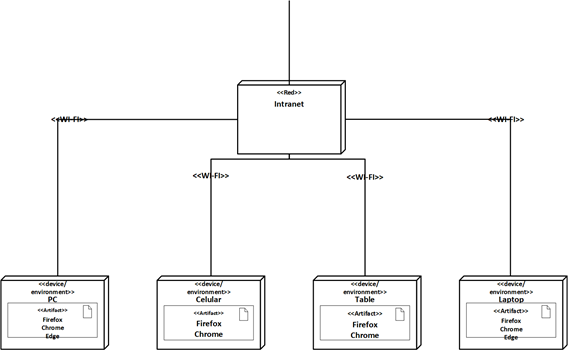 <<Red>>
Intranet
<<WI-FI>>
<<WI-FI>>
<<WI-FI>>
<<WI-FI>>
<<device/
environment>>
PC
<<Artifact>>
Firefox
Chrome
Edge
<<device/
environment>>
Celular
<<Artifact>>
Firefox
Chrome
<<device/
environment>>
Table
<<Artifact>>
Firefox
Chrome
<<device/
environment>>
Laptop
<<Artifact>>
Firefox
Chrome
Edge